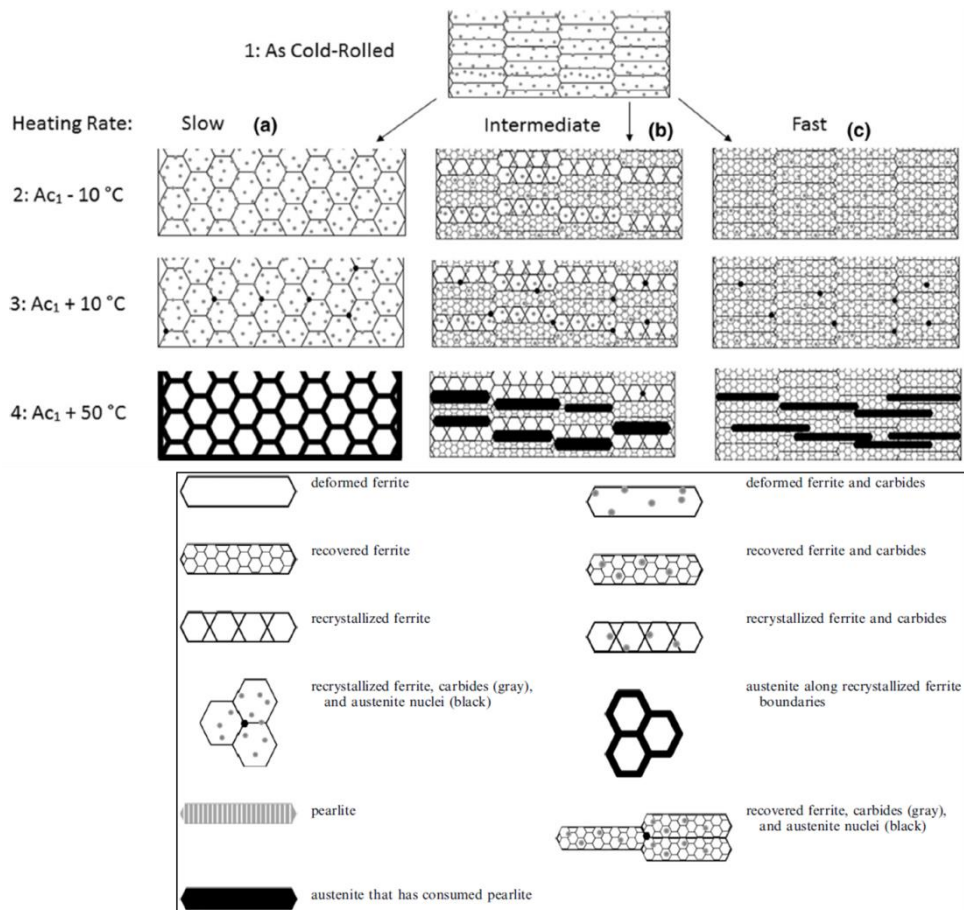 1: As Cold-Rolled
Heating Rate: Slow (a) Intermediate (b) Fast (c)
2: Ac₁ - 10 °C
3: Ac₁ + 10 °C
4: Ac₁ + 50 °C
deformed ferrite
deformed ferrite and carbides
recovered ferrite
recovered ferrite and carbides
recrystallized ferrite
recrystallized ferrite and carbides
recrystallized ferrite, carbides (gray),
and austenite nuclei (black)
austenite along recrystallized ferrite
boundaries
pearlite
recovered ferrite, carbides (gray),
and austenite nuclei (black)
austenite that has consumed pearlite